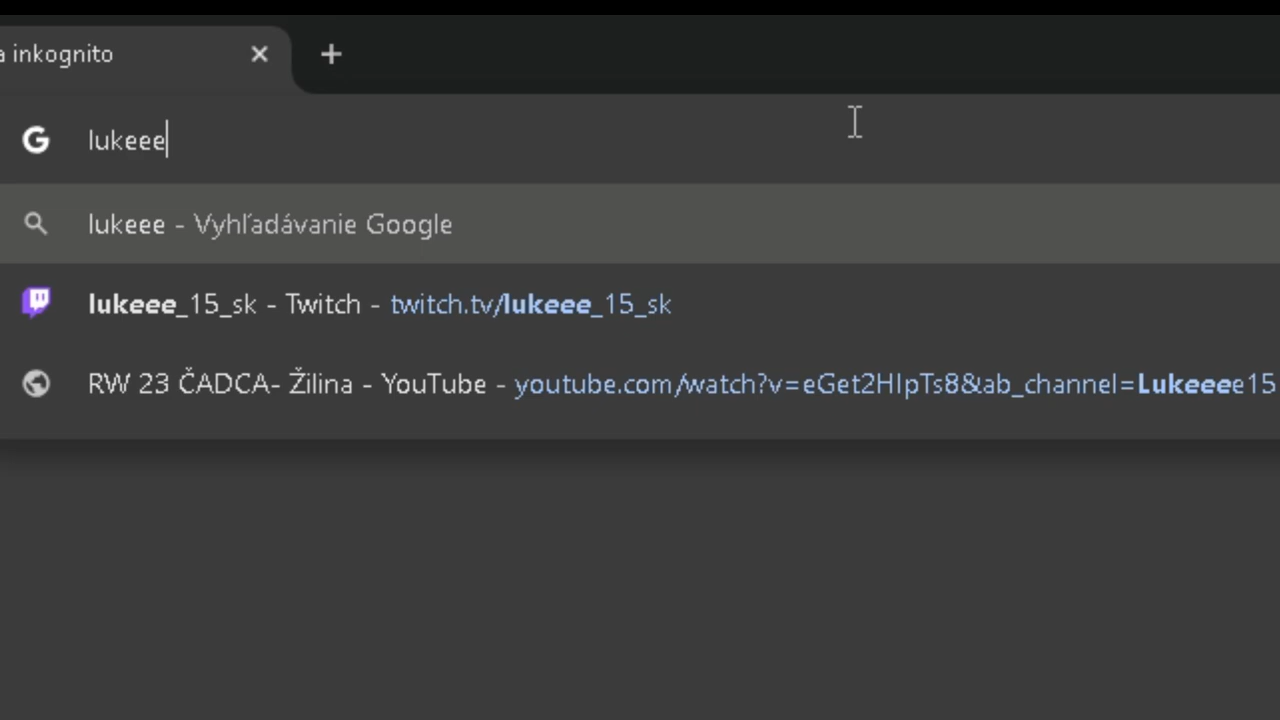 a inkognito
lukeee
lukeee - Vyhľadávanie Google
lukeee_15_sk - Twitch - twitch.tv/lukeee_15_sk
RW 23 ČADCA- Žilina - YouTube - youtube.com/watch?v=eGet2HIpTs8&ab_channel=Lukeeee15